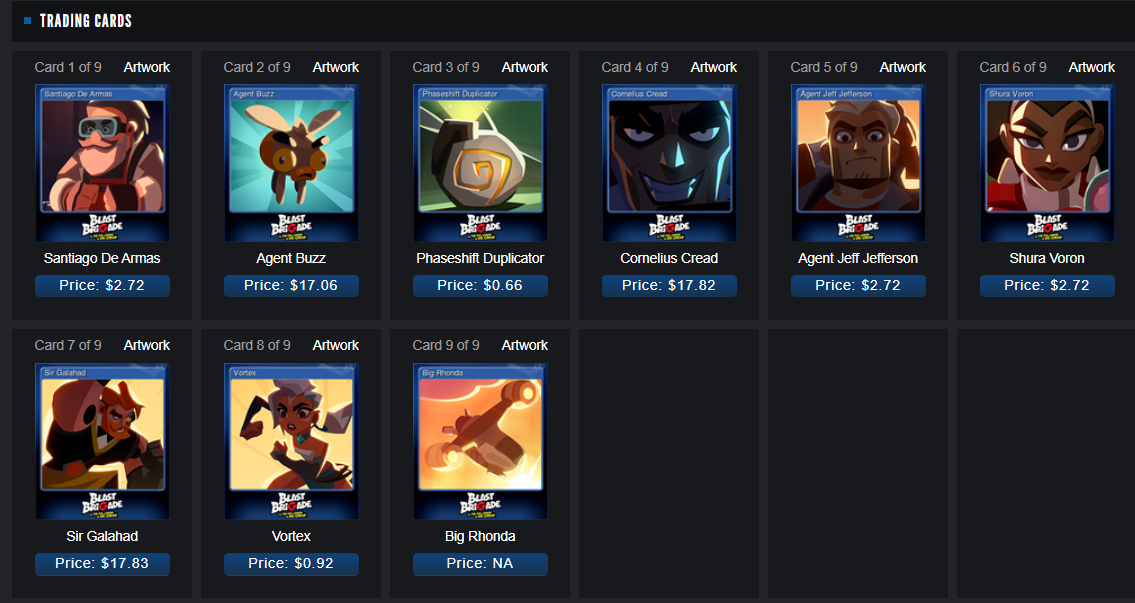 TRADING CARDS
Card 1 of 9 Artwork
Card 2 of 9 Artwork
Card 3 of 9 Artwork
Card 4 of 9 Artwork
Card 5 of 9 Artwork
Card 6 of 9 Artwork
Santiago De Armas
Agent Buzz
Phaseshift Duplicator
Cornelius Cread
Agent Jeff Jefferson
Shura Voron
BLAST
BRIGADE
BLAST
BRIGADE
BLAST
BRIGADE
BLAST
BRIGADE
BLAST
BRIGADE
BLAST
BRIGADE
Santiago De Armas
Agent Buzz
Phaseshift Duplicator
Cornelius Cread
Agent Jeff Jefferson
Shura Voron
Price: $2.72
Price: $17.06
Price: $0.66
Price: $17.82
Price: $2.72
Price: $2.72
Card 7 of 9 Artwork
Card 8 of 9 Artwork
Card 9 of 9 Artwork
Sir Galahad
Vortex
Big Rhonda
BLAST
BRIGADE
BLAST
BRIGADE
BLAST
BRIGADE
Sir Galahad
Vortex
Big Rhonda
Price: $17.83
Price: $0.92
Price: NA